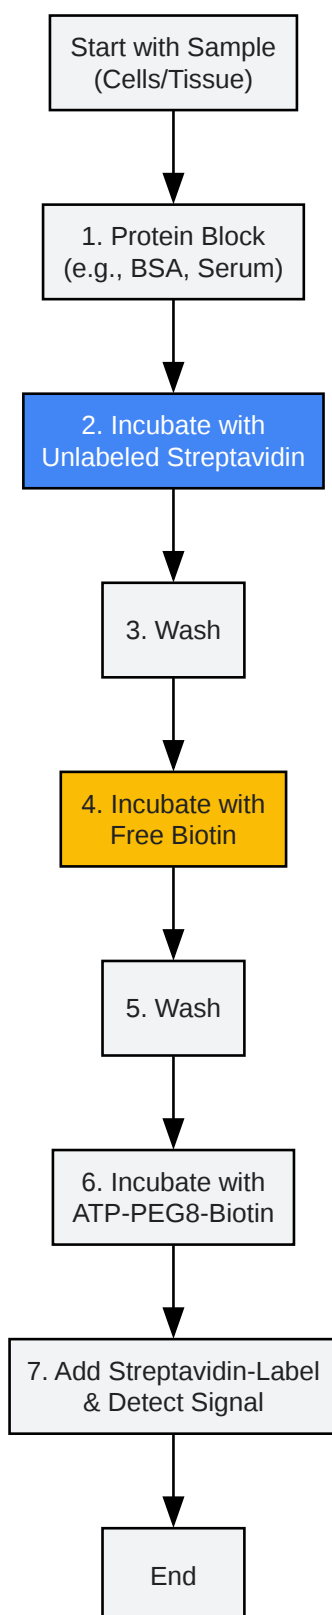 Start with Sample
(Cells/Tissue)
1. Protein Block
(e.g., BSA, Serum)
2. Incubate with
Unlabeled Streptavidin
3. Wash
4. Incubate with
Free Biotin
5. Wash
6. Incubate with
ATP-PEG8-Biotin
7. Add Streptavidin-Label
& Detect Signal
End